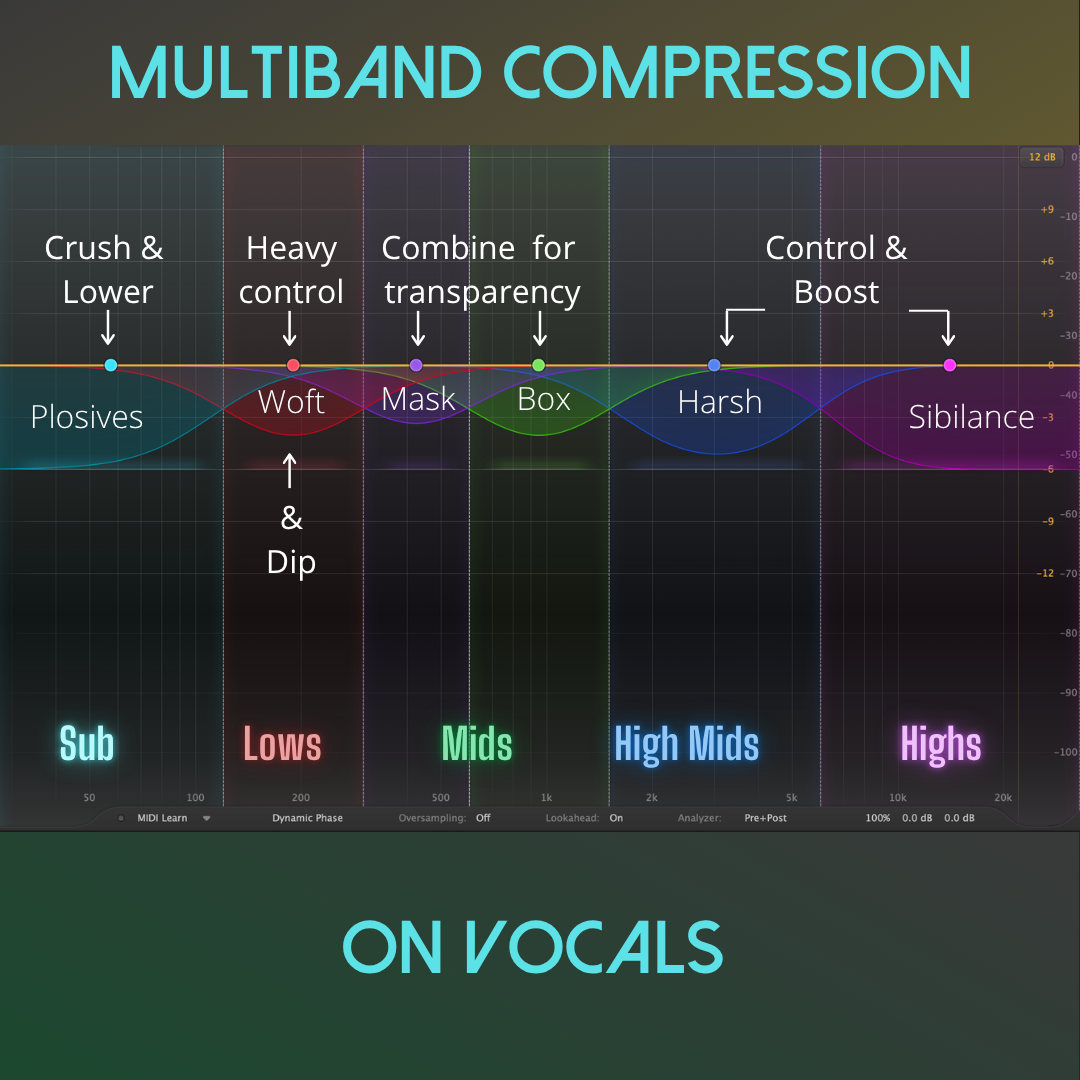 MULTIBAND COMPRESSION
12 dB 0
+9
-10
Crush & Heavy Combine for Control &
+6
-20
Lower control transparency Boost
+3
-30
0
-40
Woft Mask Box Harsh
Plosives Sibilance
-3
-50
-6
&
-60
-9
Dip
-12 -70
-80
-90
Sub Lows Mids High Mids Highs
-100
50 100 200 500 1k 2k 5k 10k 20k
MIDI Learn Dynamic Phase Oversampling: Off Lookahead: On Analyzer: Pre+Post 100% 0.0 dB 0.0 dB
ON VOCALS